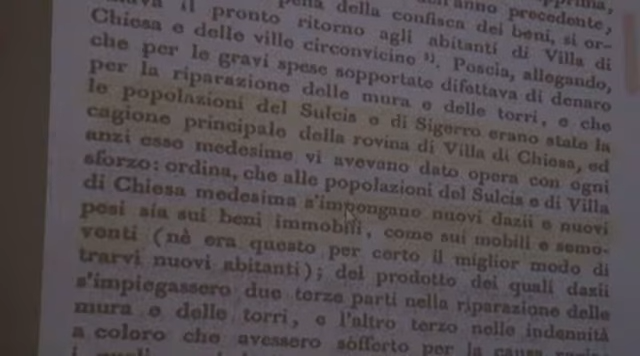 dell'anno precedente,
pena della confisca dei beni, si or-
il pronto ritorno agli abitanti di Villa di
Chiesa e delle ville circonvicine ³⁾. Poscia, allegando,
che per le gravi spese sopportate difettava di denaro
per la riparazione delle mura e delle torri, e che
le popolazioni del Sulcis e di Sigerro erano state la
cagione principale della rovina di Villa di Chiesa, ed
anzi esse medesime vi avevano dato opera con ogni
sforzo: ordina, che alle popolazioni del Sulcis e di Villa
di Chiesa medesima s'impongano nuovi dazii e nuovi
pesi sia sui beni immobili, come sui mobili e semo-
venti (nè era questo per certo il miglior modo di
trarvi nuovi abitanti); del prodotto dei quali dazii
s'impiegassero due terze parti nella riparazione delle
mura e delle torri, e l'altro terzo nelle indennità
a coloro che avessero sofferto per la